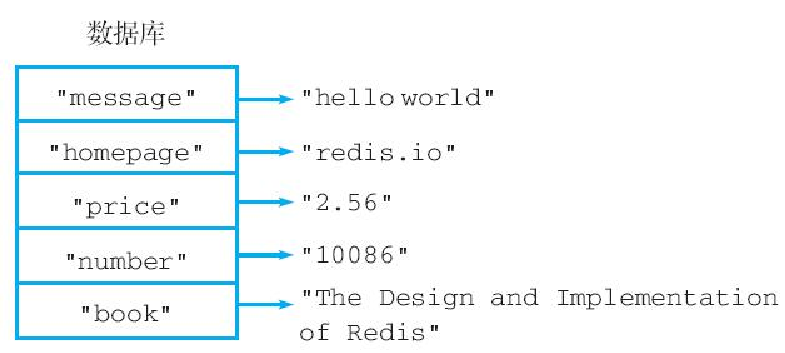 数据库
"message" "hello world"
"homepage" "redis.io"
"price" "2.56"
"number" "10086"
"book" "The Design and Implementation
of Redis"